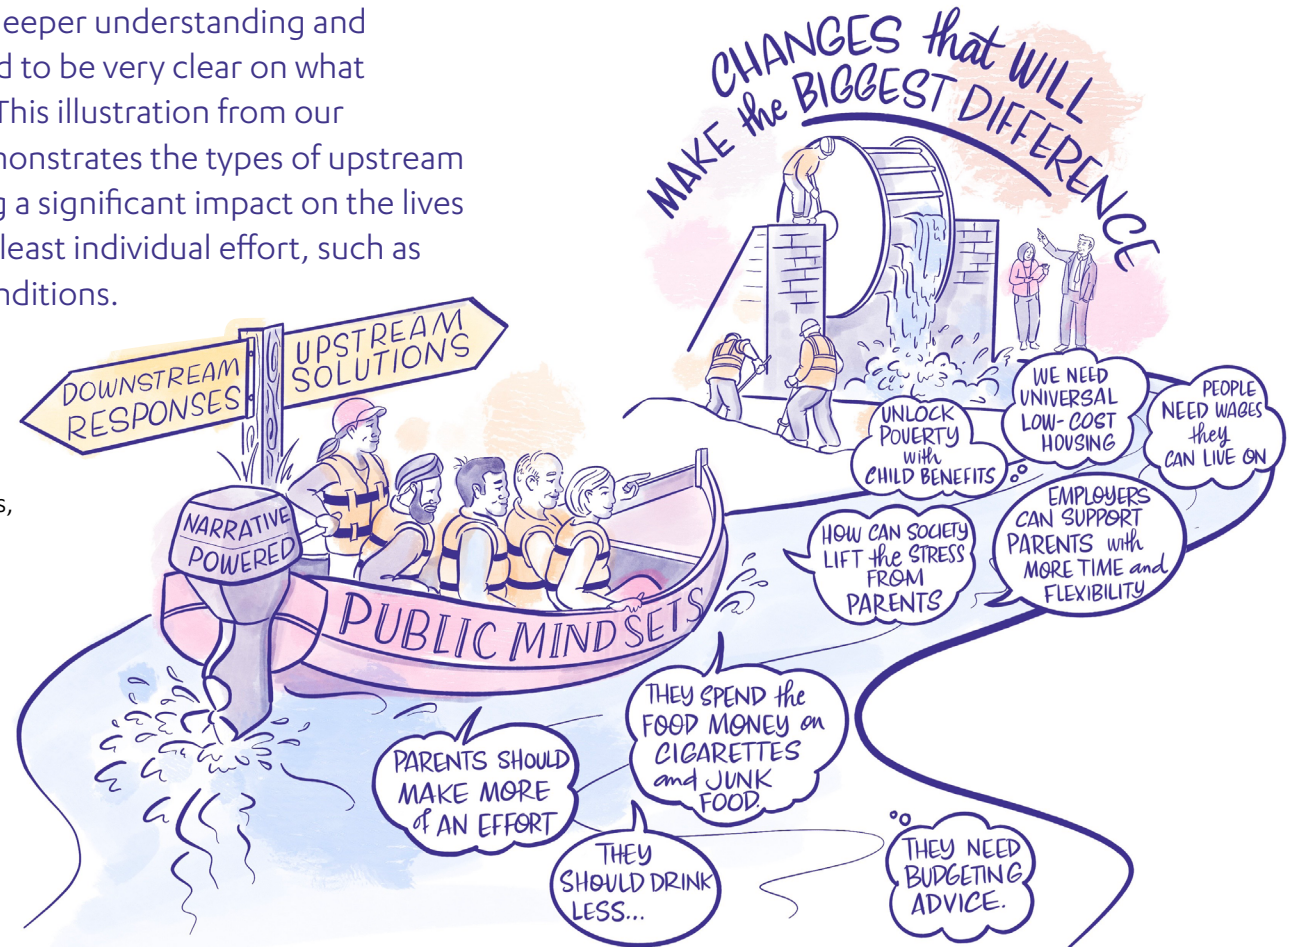 eeper understanding and
d to be very clear on what
This illustration from our
monstrates the types of upstream
g a significant impact on the lives
least individual effort, such as
nditions.
s,
CHANGES that WILL
MAKE the BIGGEST DIFFERENCE
DOWNSTREAM
RESPONSES
UPSTREAM
SOLUTIONS
NARRATIVE
POWERED
PUBLIC MINDSETS
UNLOCK
POVERTY
with
CHILD BENEFITS
WE NEED
UNIVERSAL
LOW-COST
HOUSING
PEOPLE
NEED WAGES
they
CAN LIVE ON
HOW CAN SOCIETY
LIFT the STRESS
FROM
PARENTS
EMPLOYERS
CAN SUPPORT
PARENTS with
MORE TIME and
FLEXIBILITY
THEY SPEND the
FOOD MONEY on
CIGARETTES
and JUNK
FOOD.
PARENTS SHOULD
MAKE MORE
of AN EFFORT
THEY
SHOULD DRINK
LESS...
THEY NEED
BUDGETING
ADVICE.